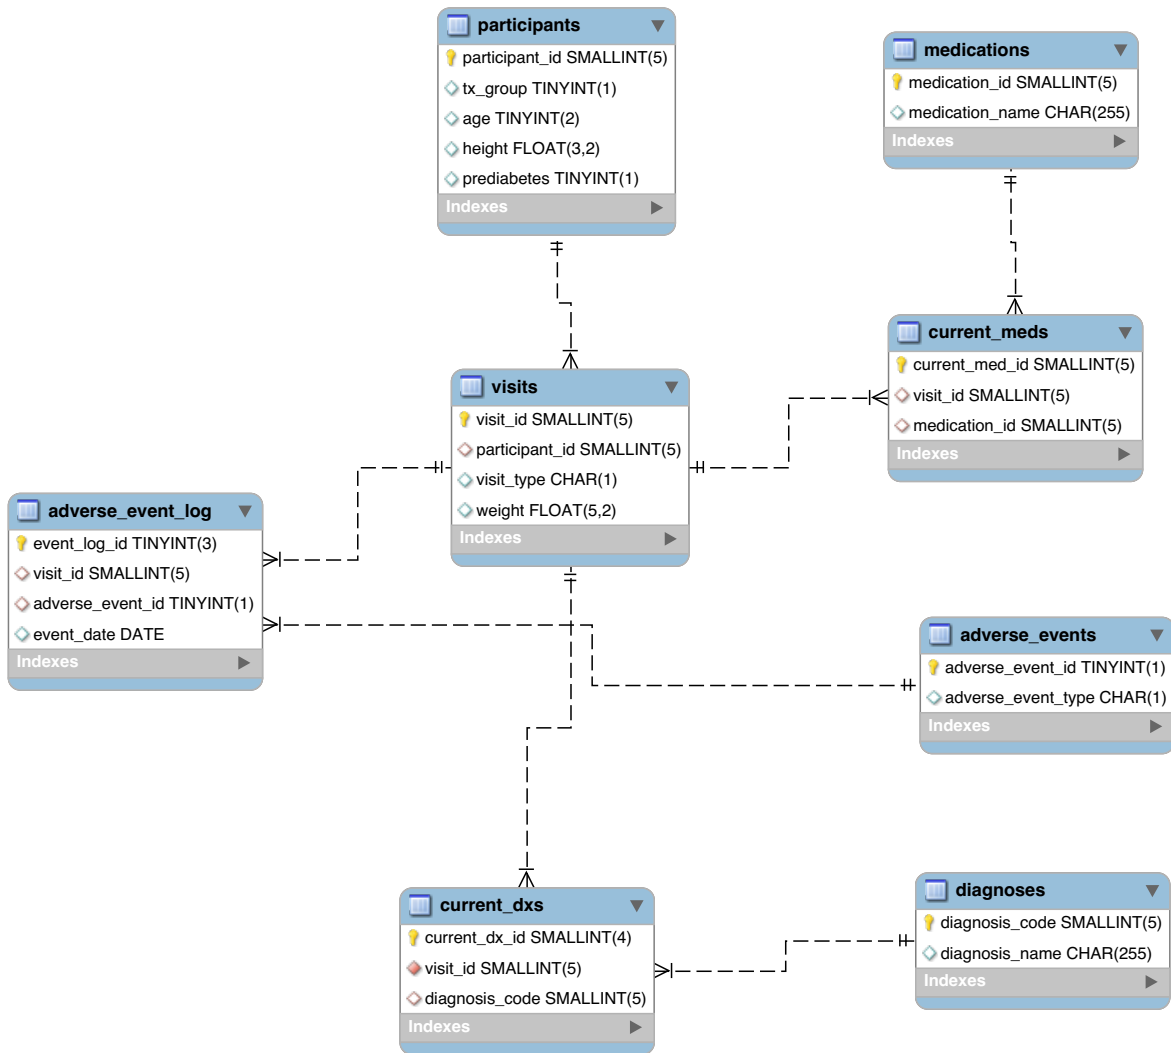 participants
participant_id SMALLINT(5)
tx_group TINYINT(1)
age TINYINT(2)
height FLOAT(3,2)
prediabetes TINYINT(1)
Indexes
medications
medication_id SMALLINT(5)
medication_name CHAR(255)
Indexes
current_meds
current_med_id SMALLINT(5)
visit_id SMALLINT(5)
medication_id SMALLINT(5)
Indexes
visits
visit_id SMALLINT(5)
participant_id SMALLINT(5)
visit_type CHAR(1)
weight FLOAT(5,2)
Indexes
adverse_event_log
event_log_id TINYINT(3)
visit_id SMALLINT(5)
adverse_event_id TINYINT(1)
event_date DATE
Indexes
adverse_events
adverse_event_id TINYINT(1)
adverse_event_type CHAR(1)
Indexes
current_dxs
current_dx_id SMALLINT(4)
visit_id SMALLINT(5)
diagnosis_code SMALLINT(5)
Indexes
diagnoses
diagnosis_code SMALLINT(5)
diagnosis_name CHAR(255)
Indexes